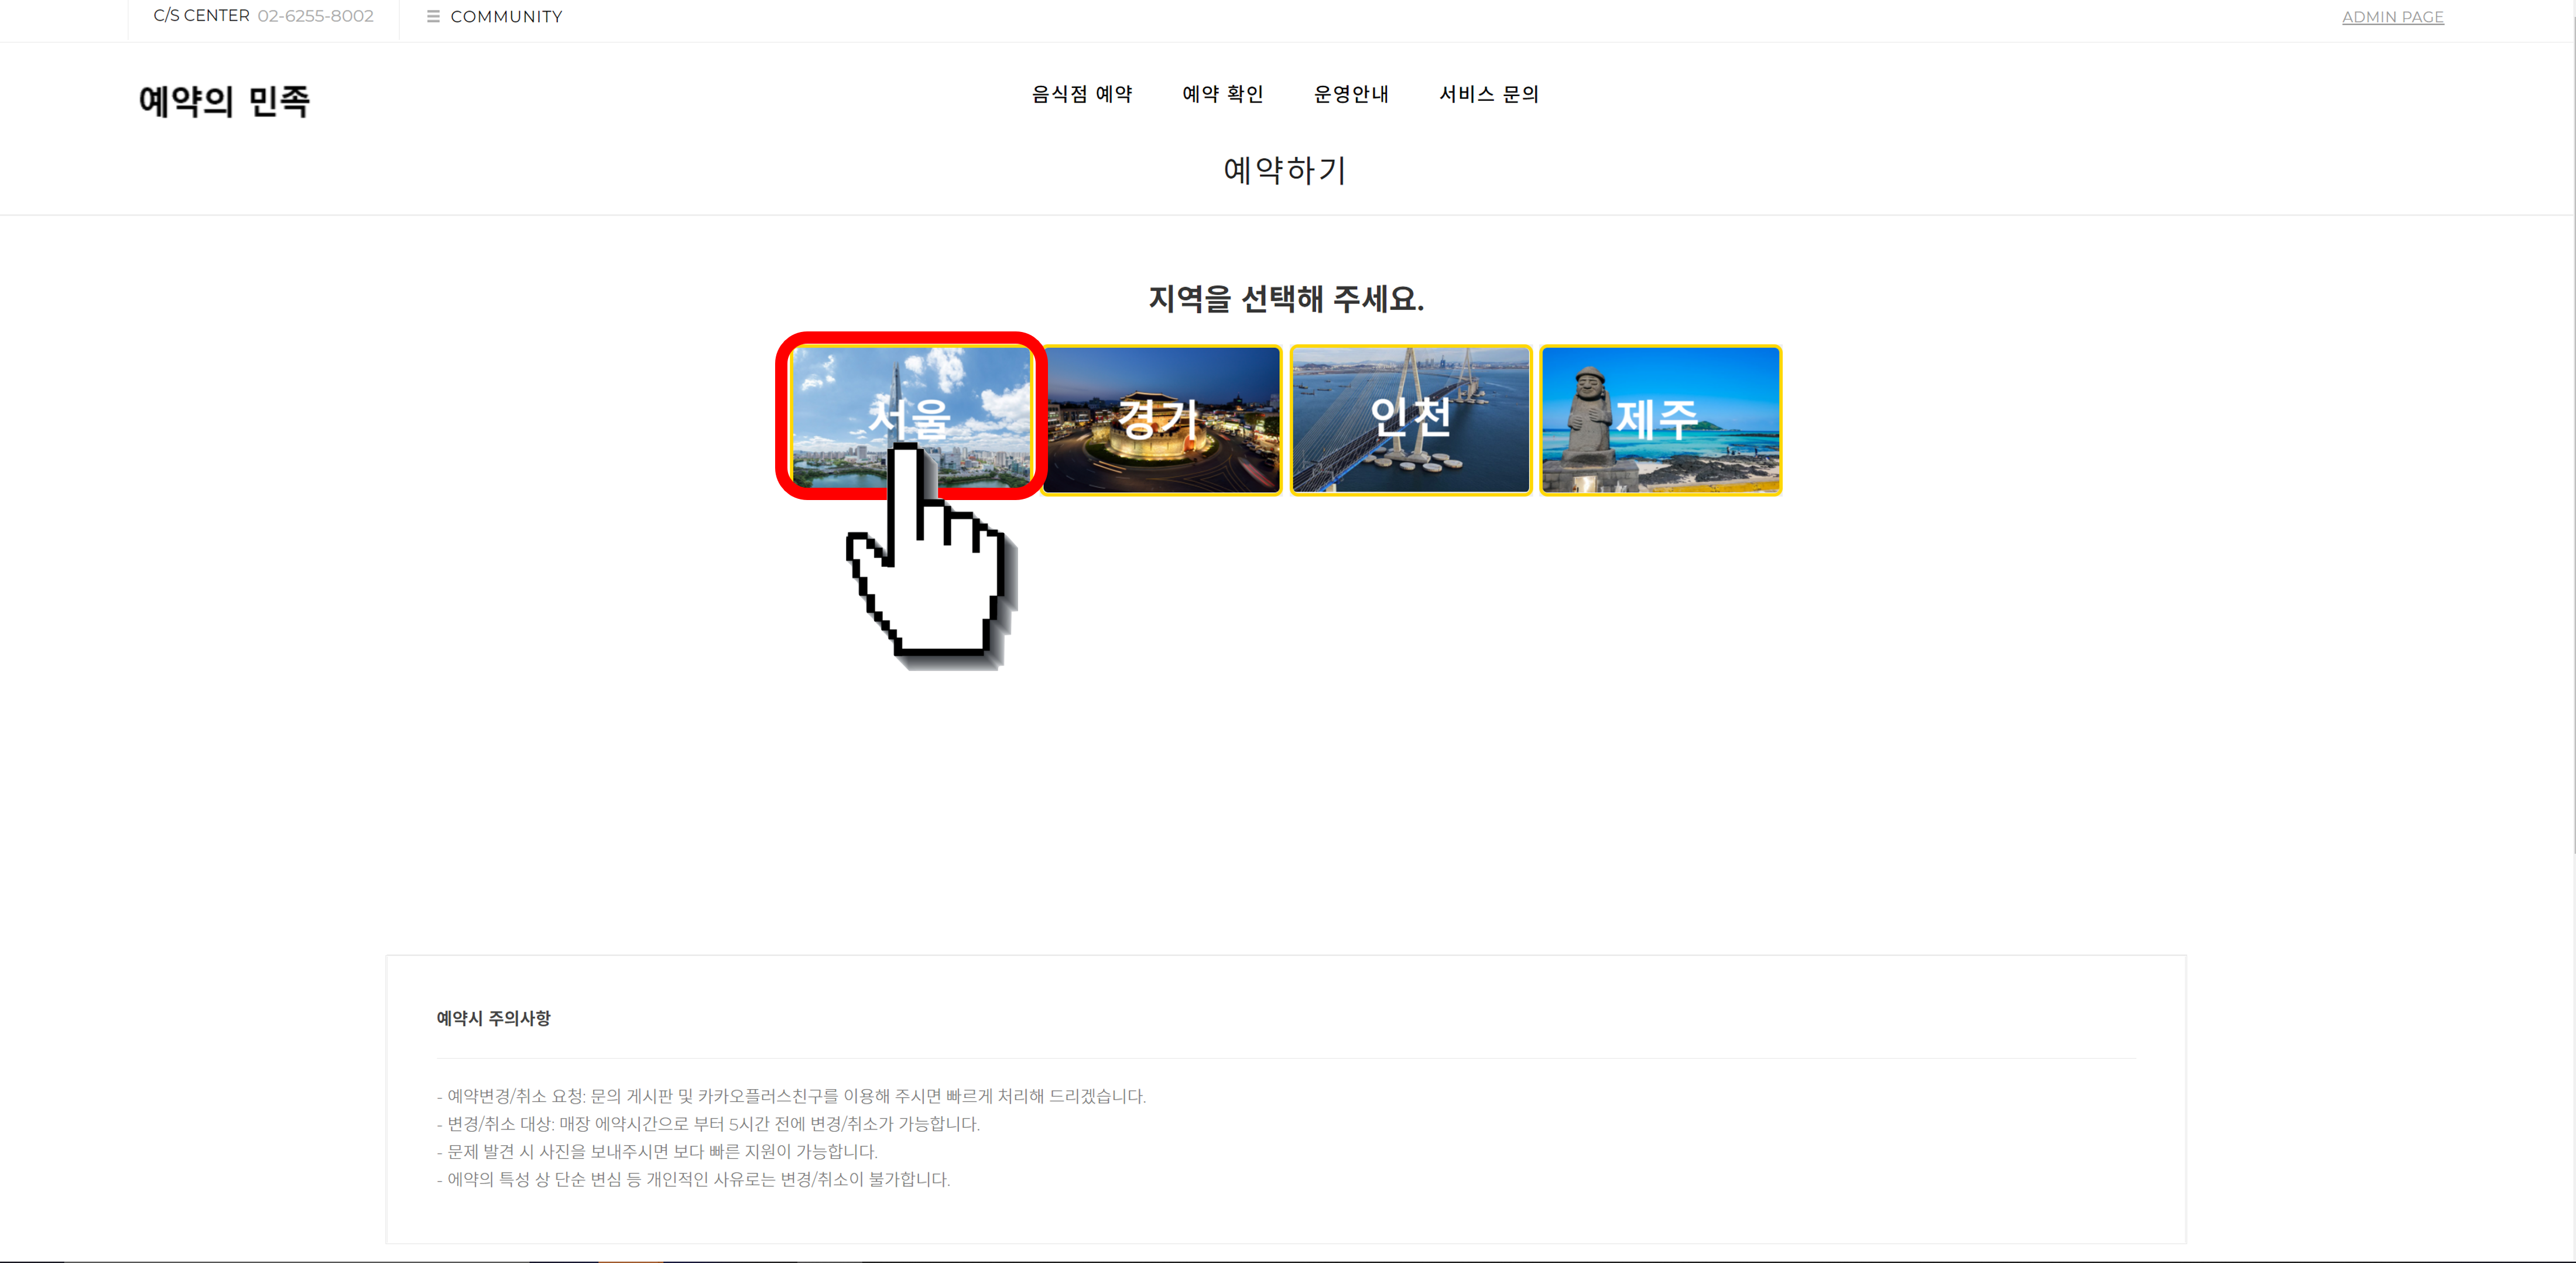 C/S CENTER 02-6255-8002
COMMUNITY
ADMIN PAGE
예약의 민족
음식점 예약 예약 확인 운영안내 서비스 문의
예약하기
지역을 선택해 주세요.
서울 경기 인천 제주
예약시 주의사항
- 예약변경/취소 요청: 문의 게시판 및 카카오플러스친구를 이용해 주시면 빠르게 처리해 드리겠습니다.
- 변경/취소 대상: 매장 에약시간으로 부터 5시간 전에 변경/취소가 가능합니다.
- 문제 발견 시 사진을 보내주시면 보다 빠른 지원이 가능합니다.
- 에약의 특성 상 단순 변심 등 개인적인 사유로는 변경/취소이 불가합니다.